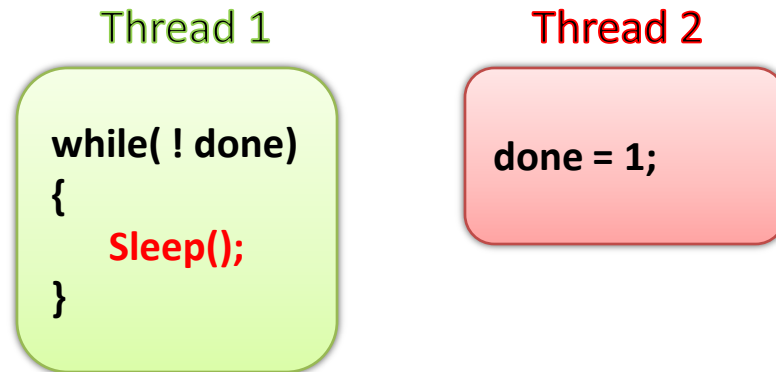 Thread 1
while( ! done)
{
Sleep();
}
Thread 2
done = 1;